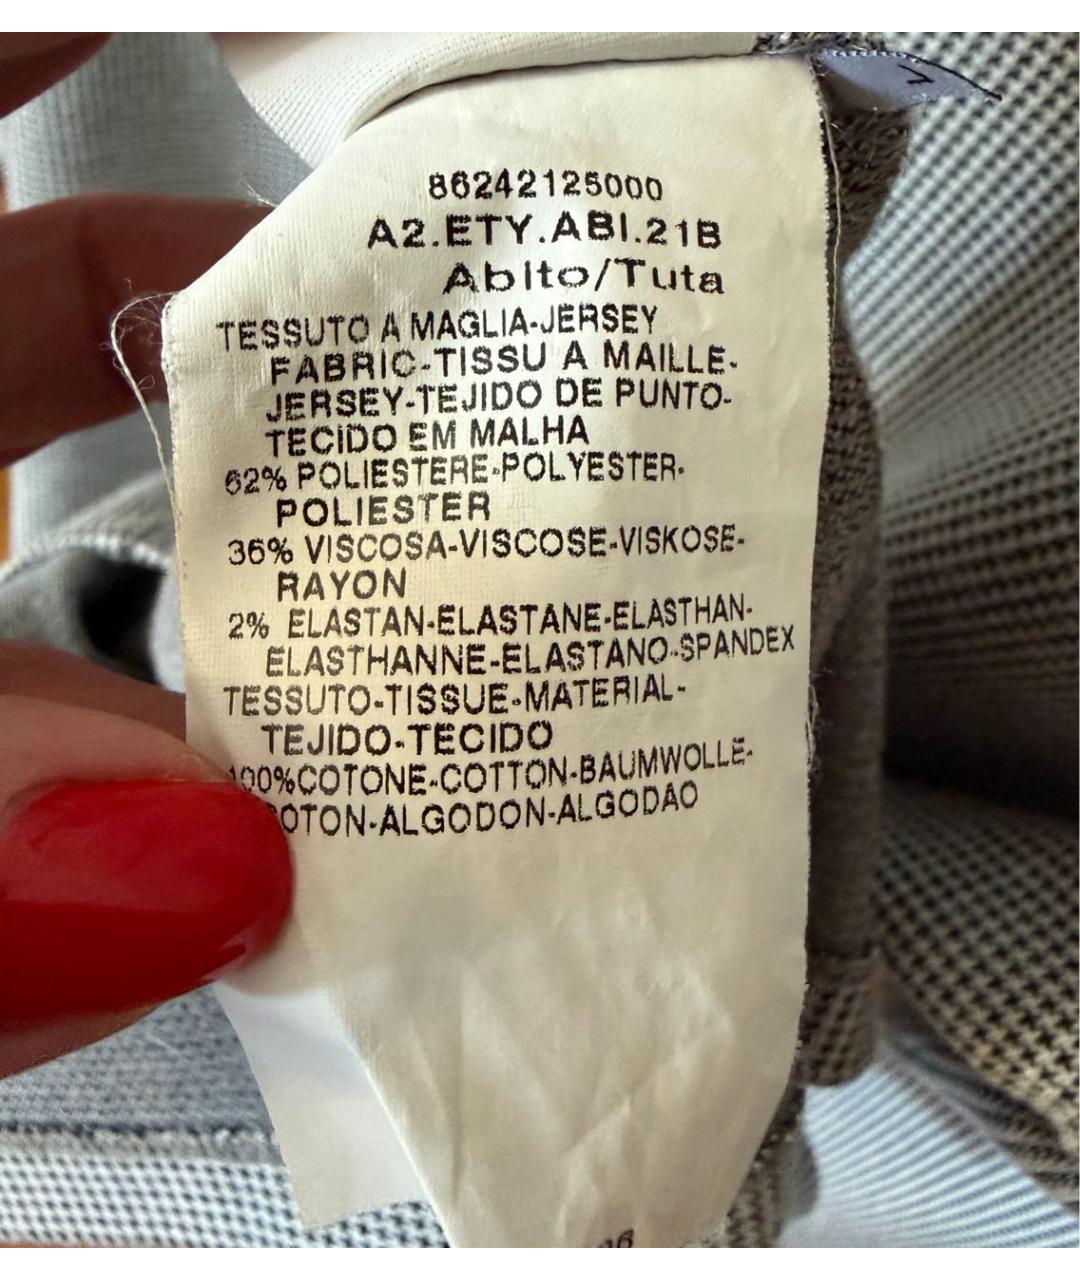 86242125000
A2.ETY.ABI.21B
Abito/Tuta
TESSUTO A MAGLIA-JERSEY
FABRIC-TISSU A MAILLE-
JERSEY-TEJIDO DE PUNTO-
TECIDO EM MALHA
62% POLIESTERE-POLYESTER-
POLIESTER
36% VISCOSA-VISCOSE-VISKOSE-
RAYON
2% ELASTAN-ELASTANE-ELASTHAN-
ELASTHANNE-ELASTANO-SPANDEX
TESSUTO-TISSUE-MATERIAL-
TEJIDO-TECIDO
100%COTONE-COTTON-BAUMWOLLE-
OTON-ALGODON-ALGODAO